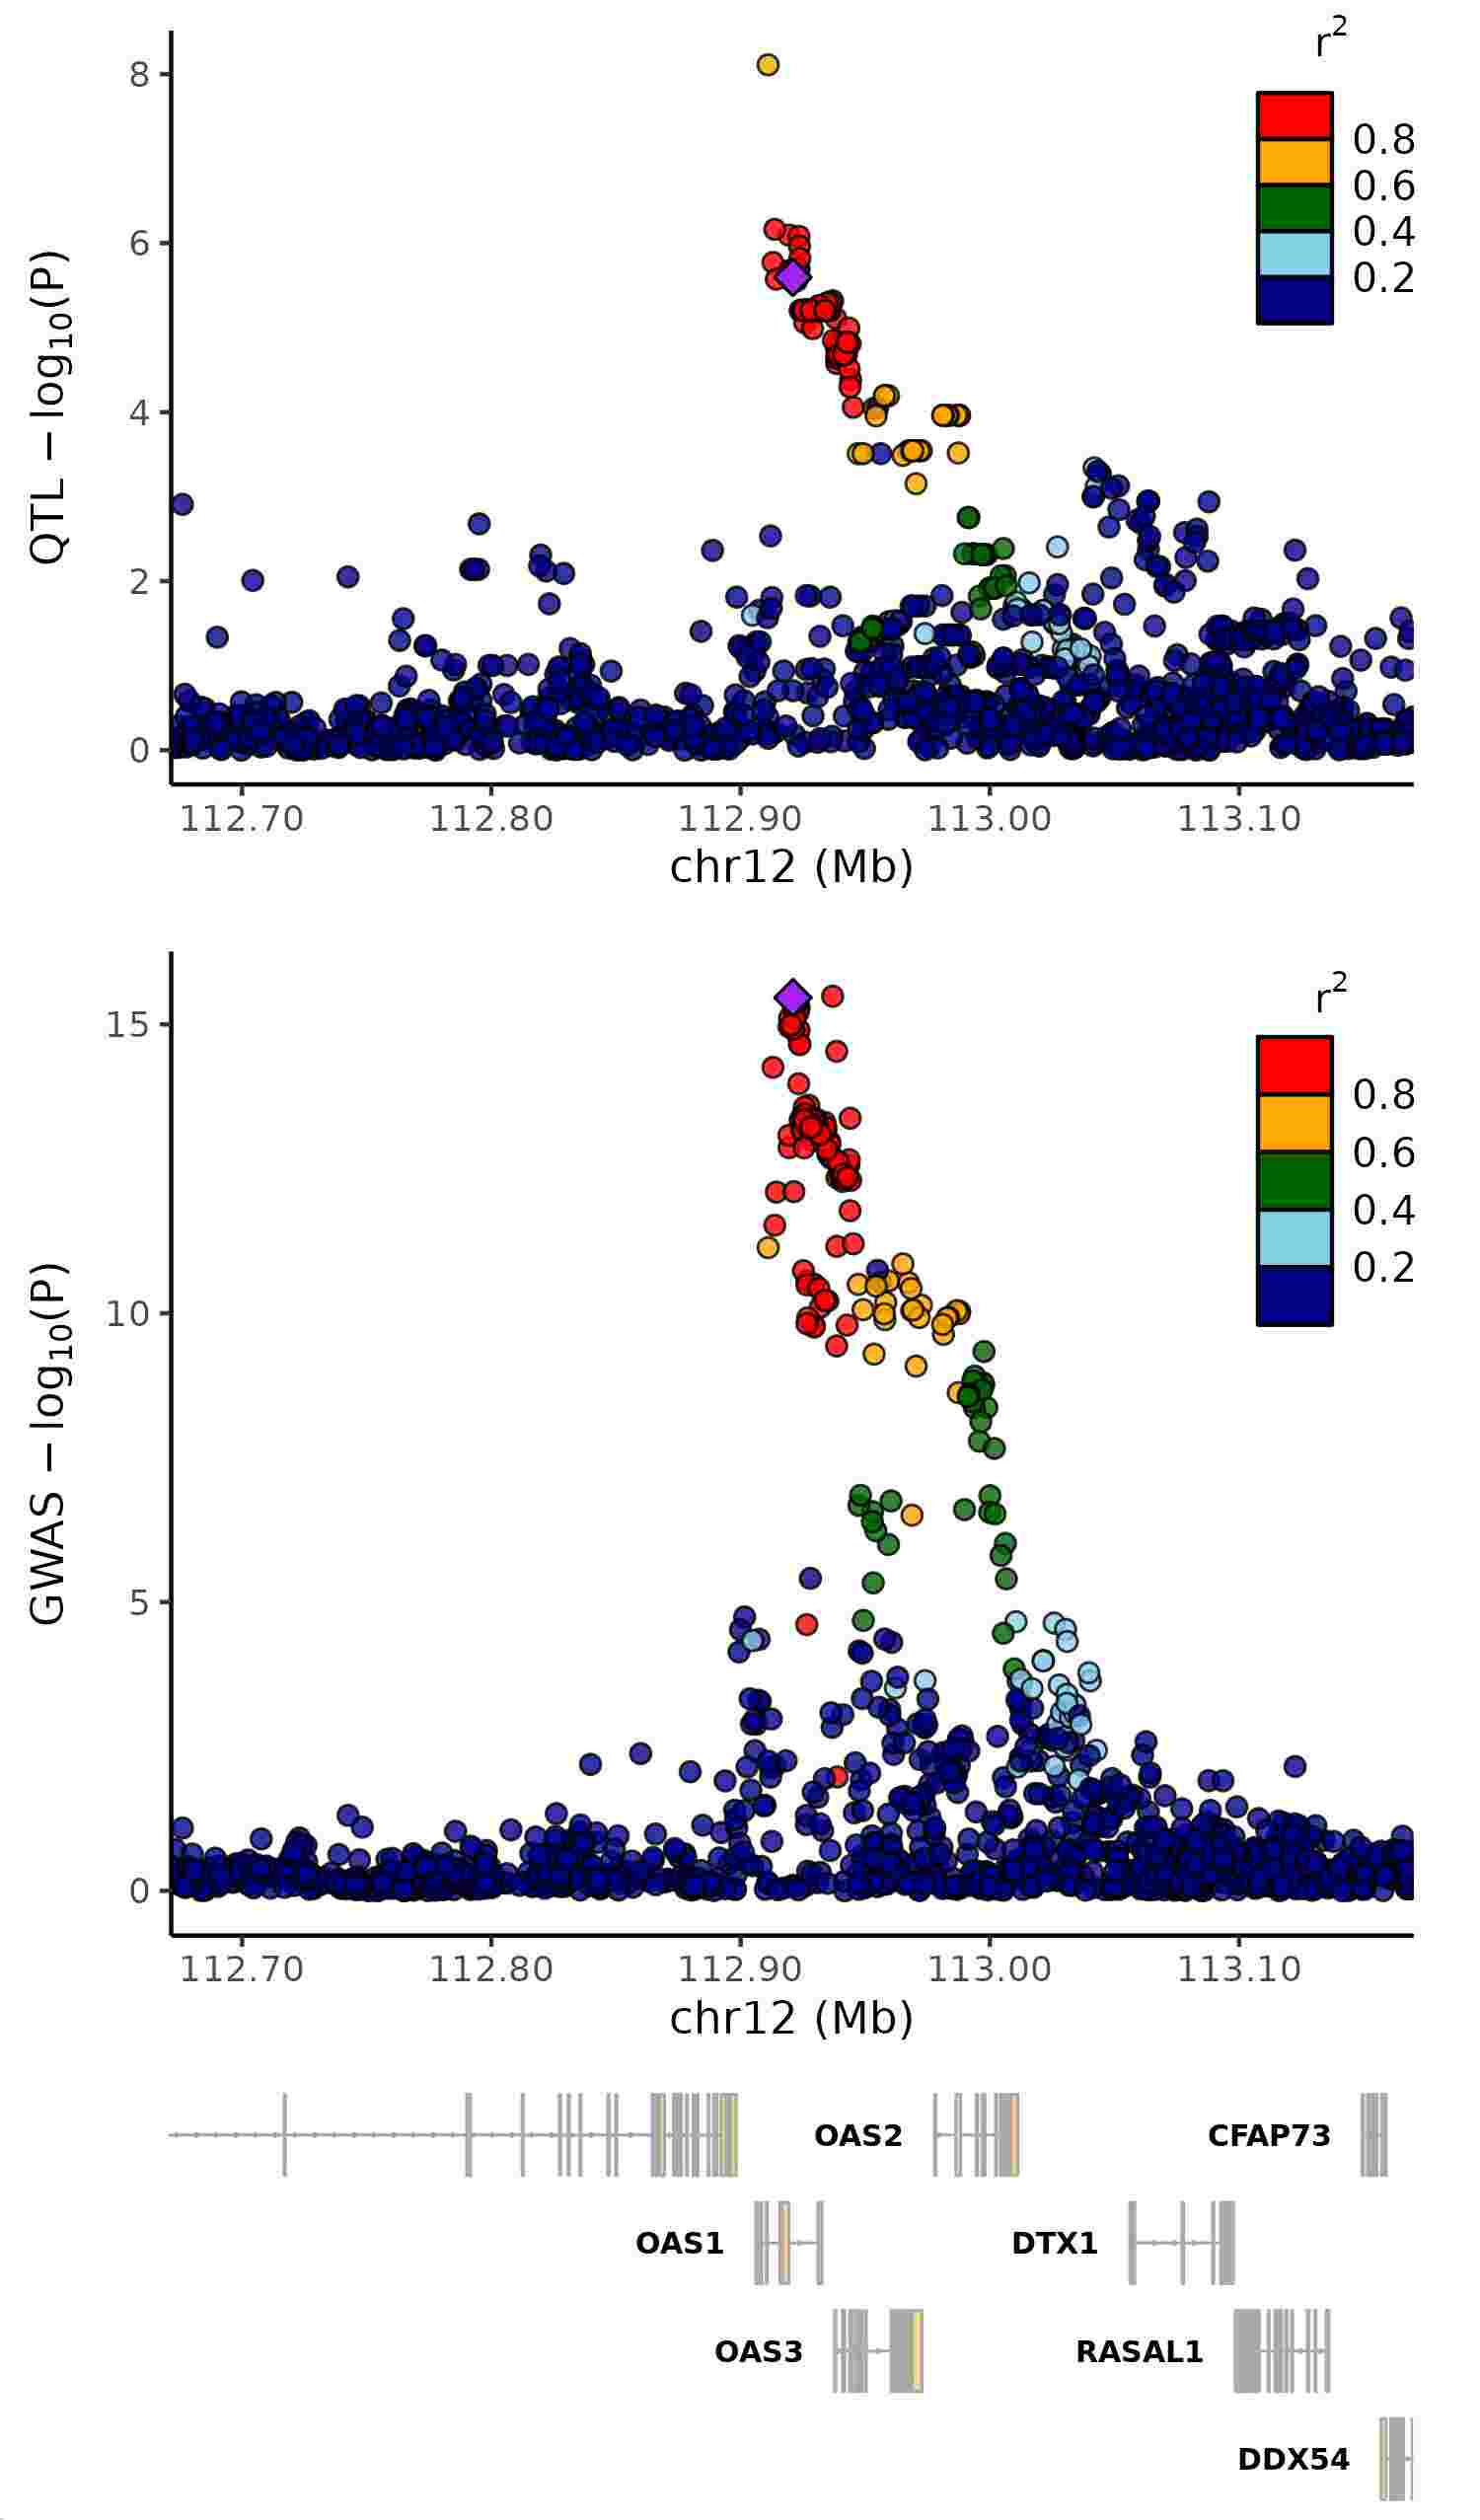 r²
8
6
4
2
0
QTL −log₁₀(P)
0.8
0.6
0.4
0.2
112.70 112.80 112.90 113.00 113.10
chr12 (Mb)
r²
15
10
5
0
GWAS −log₁₀(P)
0.8
0.6
0.4
0.2
112.70 112.80 112.90 113.00 113.10
chr12 (Mb)
OAS2 CFAP73
OAS1 DTX1
OAS3 RASAL1
DDX54